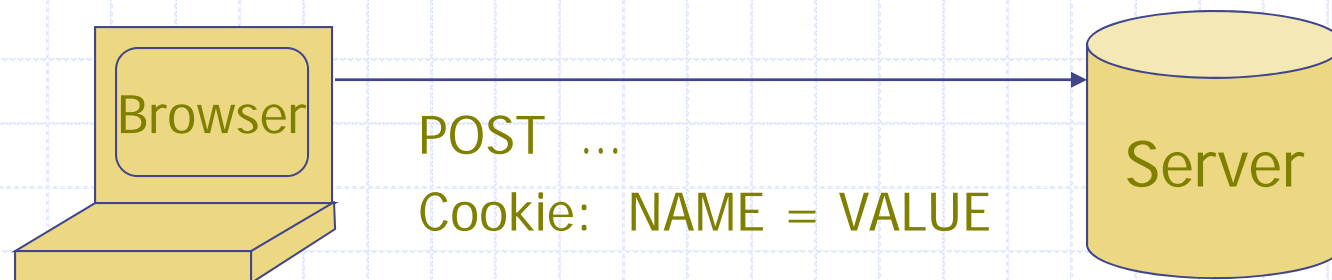 Browser
POST ...
Server
Cookie: NAME = VALUE